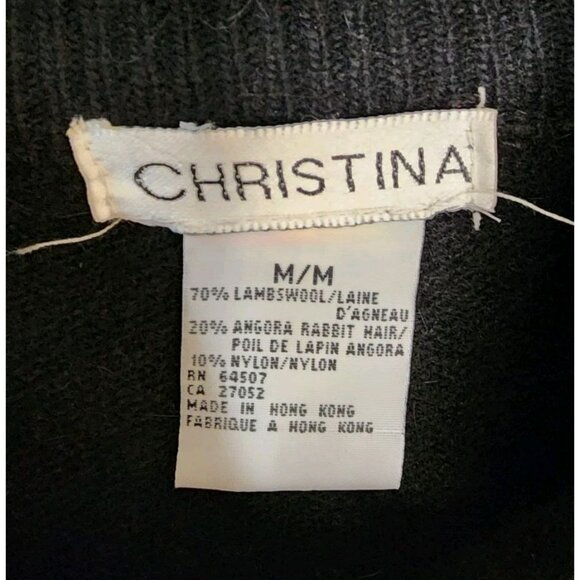 CHRISTINA
M/M
70% LAMBSWOOL/LAINE
D'AGNEAU
20% ANGORA RABBIT HAIR/
POIL DE LAPIN ANGORA
10% NYLON/NYLON
RN 64507
CA 27052
MADE IN HONG KONG
FABRIQUE A HONG KONG